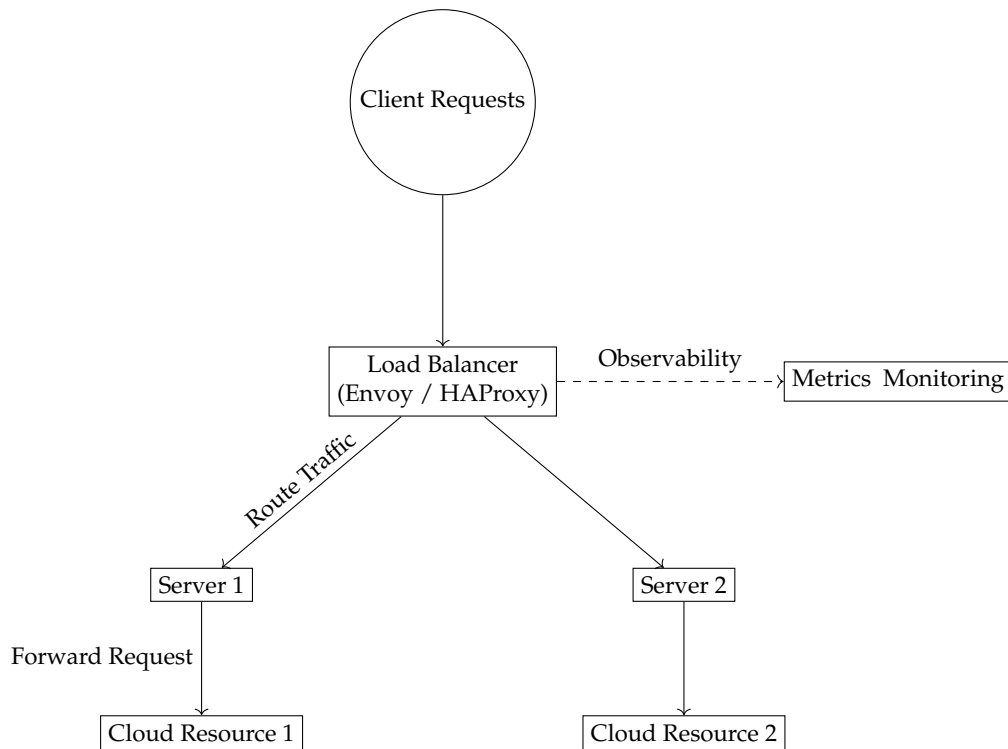 Client Requests
Load Balancer
(Envoy / HAProxy)
Observability
Metrics Monitoring
Route Traffic
Server 1
Server 2
Forward Request
Cloud Resource 1
Cloud Resource 2